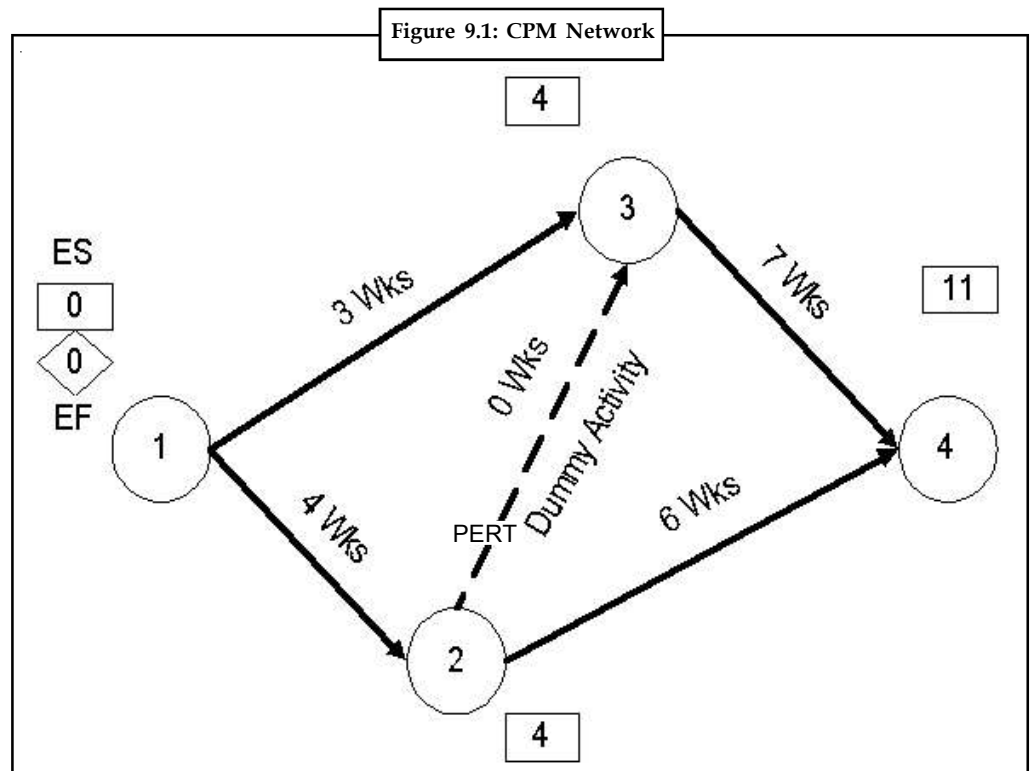 Figure 9.1: CPM Network
4
3
ES
0
0
EF
3 Wks
7 Wks
11
0 Wks
Dummy Activity
1
4
4 Wks
PERT
6 Wks
2
4